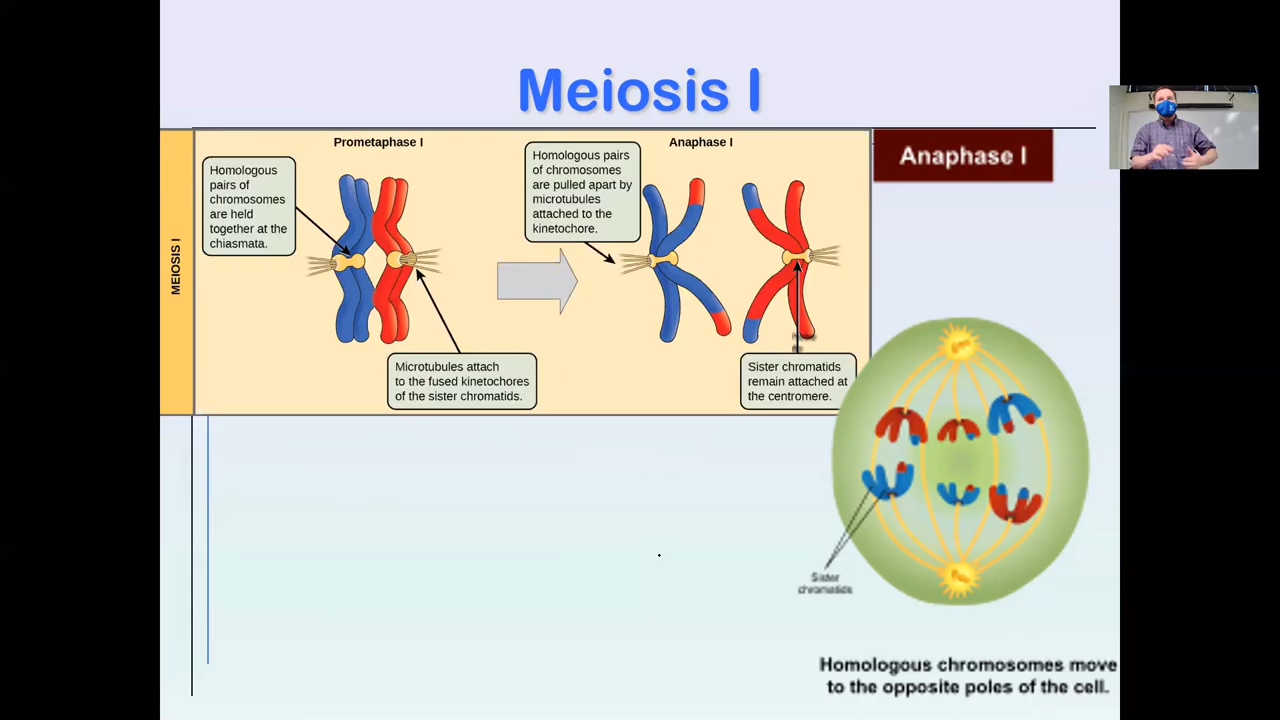 Meiosis I
MEIOSIS I
Prometaphase I
Homologous
pairs of
chromosomes
are held
together at the
chiasmata.
Microtubules attach
to the fused kinetochores
of the sister chromatids.
Anaphase I
Homologous pairs
of chromosomes
are pulled apart by
microtubules
attached to the
kinetochore.
Sister chromatids
remain attached at
the centromere.
Anaphase I
Sister
chromatids
Homologous chromosomes move
to the opposite poles of the cell.